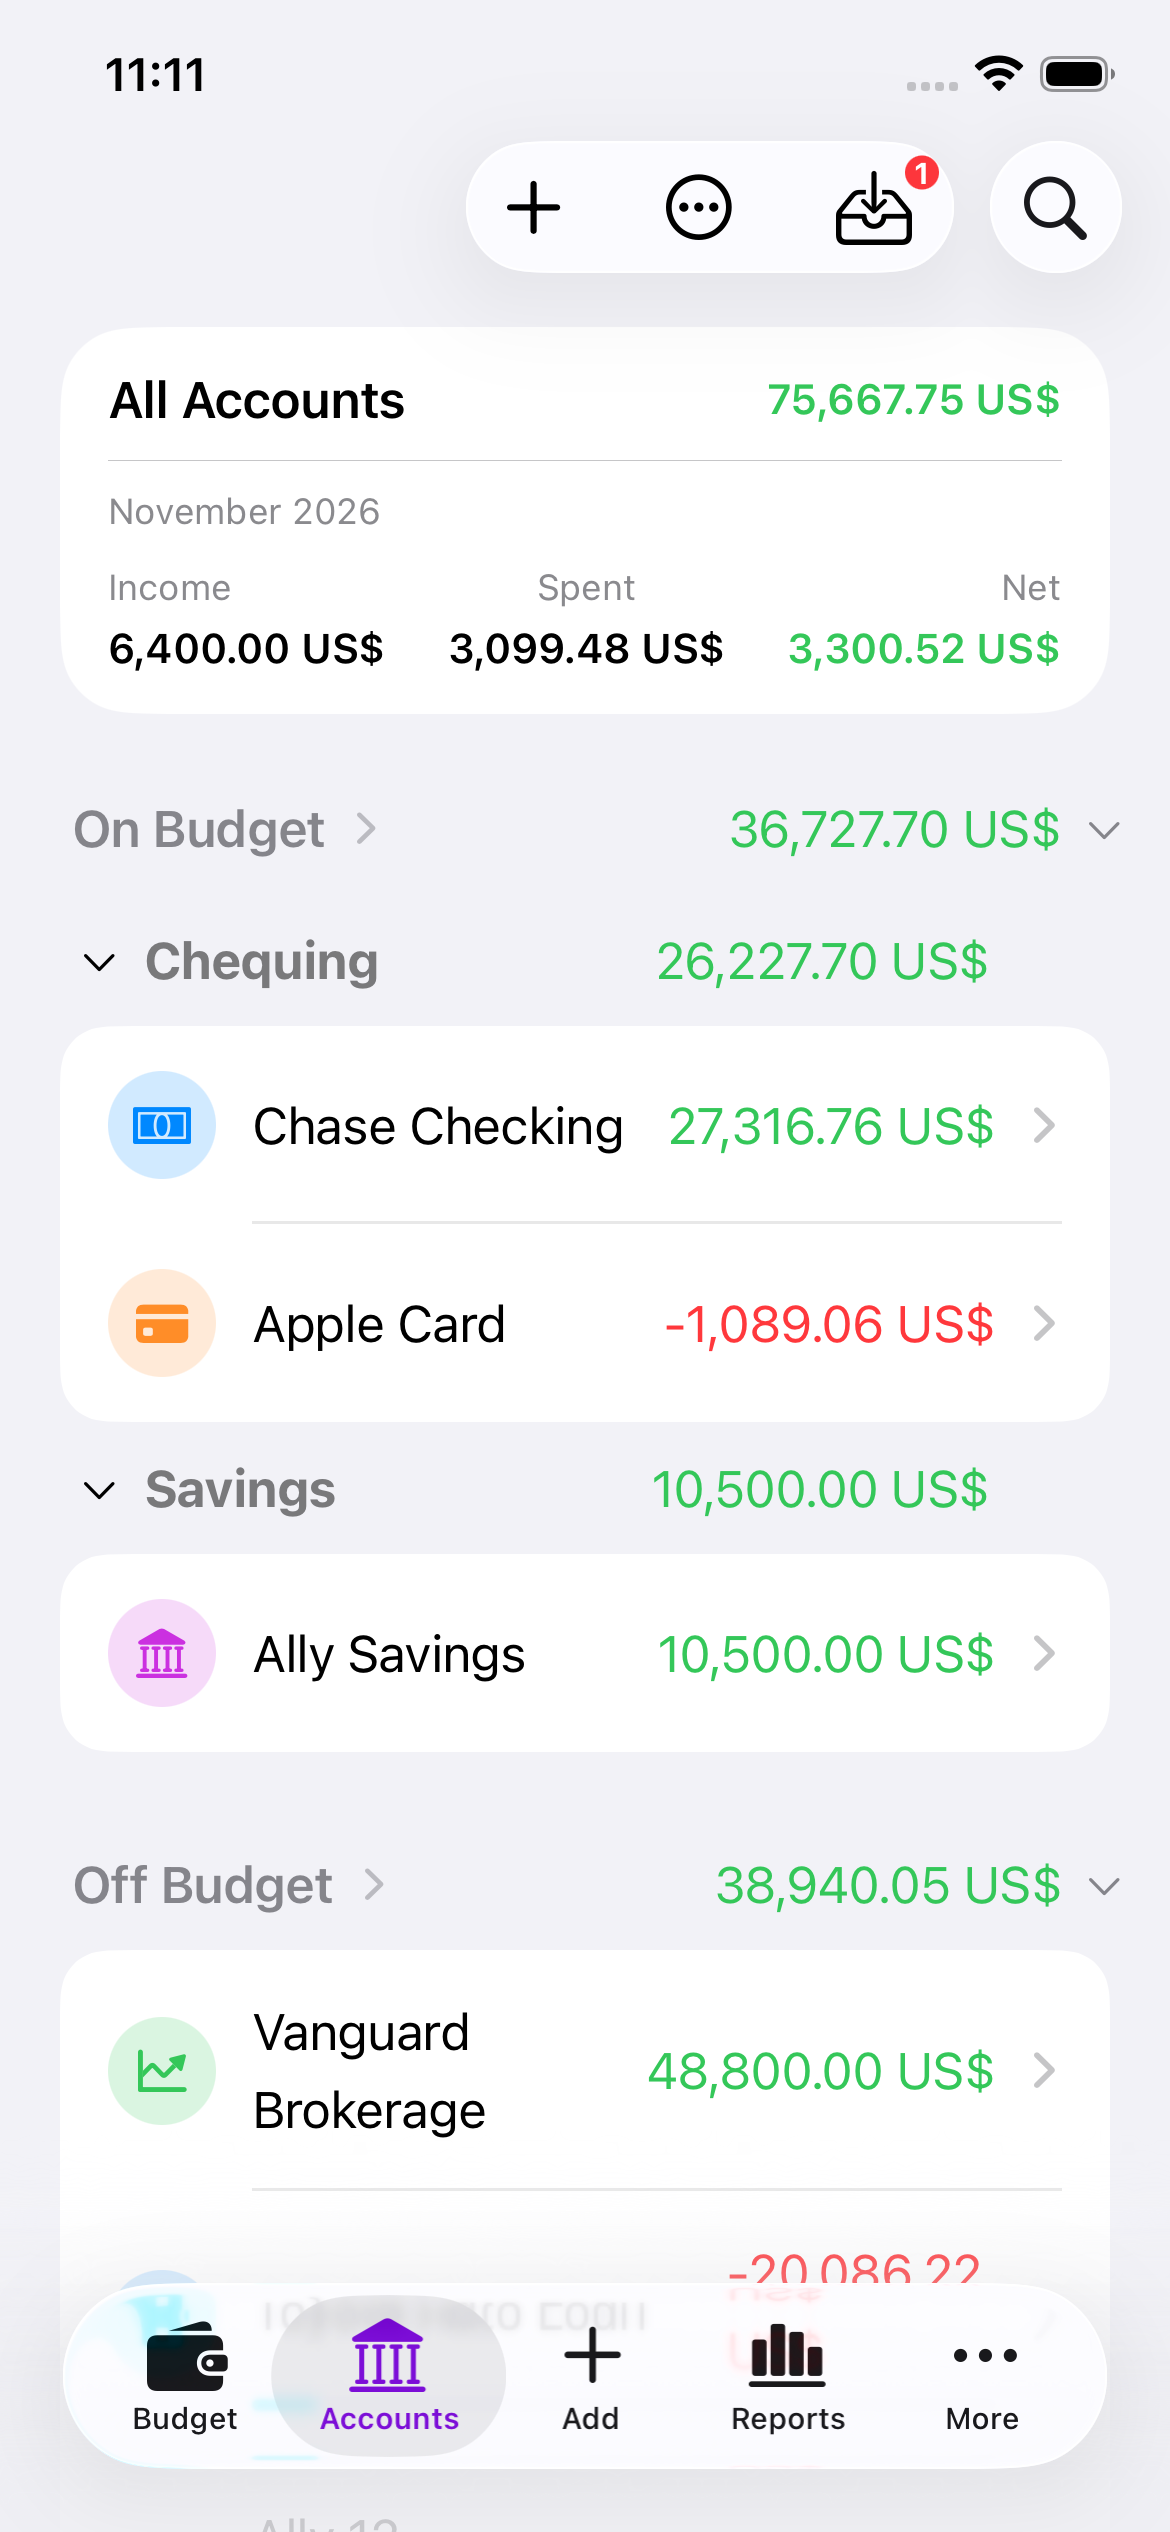 11:11
1
All Accounts 75,667.75 US$
November 2026
Income Spent Net
6,400.00 US$ 3,099.48 US$ 3,300.52 US$
On Budget 36,727.70 US$
Chequing 26,227.70 US$
Chase Checking 27,316.76 US$
Apple Card -1,089.06 US$
Savings 10,500.00 US$
Ally Savings 10,500.00 US$
Off Budget 38,940.05 US$
Vanguard
Brokerage
48,800.00 US$
-20,086.22
Budget Accounts Add Reports More